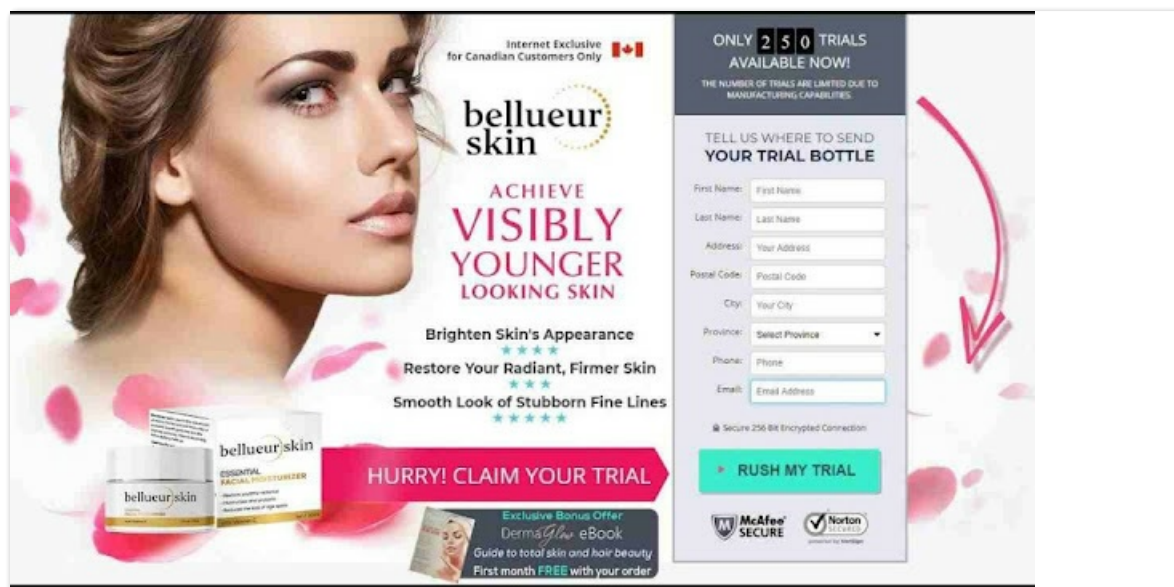 Internet Exclusive
for Canadian Customers Only
bellueur
skin
ACHIEVE
VISIBLY
YOUNGER
LOOKING SKIN
Brighten Skin's Appearance
Restore Your Radiant, Firmer Skin
Smooth Look of Stubborn Fine Lines
bellueur skin
ESSENTIAL
FACIAL MOISTURIZER
bellueur skin
HURRY! CLAIM YOUR TRIAL
Exclusive Bonus Offer
DermaGlow eBook
Guide to total skin and hair beauty
First month FREE with your order
ONLY 2 5 0 TRIALS
AVAILABLE NOW!
THE NUMBER OF TRIALS ARE LIMITED DUE TO
MANUFACTURING CAPABILITIES.
TELL US WHERE TO SEND
YOUR TRIAL BOTTLE
First Name: First Name
Last Name: Last Name
Address: Your Address
Postal Code: Postal Code
City: Your City
Province: Select Province
Phone: Phone
Email: Email Address
Secure 256 Bit Encrypted Connection
RUSH MY TRIAL
McAfee
SECURE
Norton
SECURED